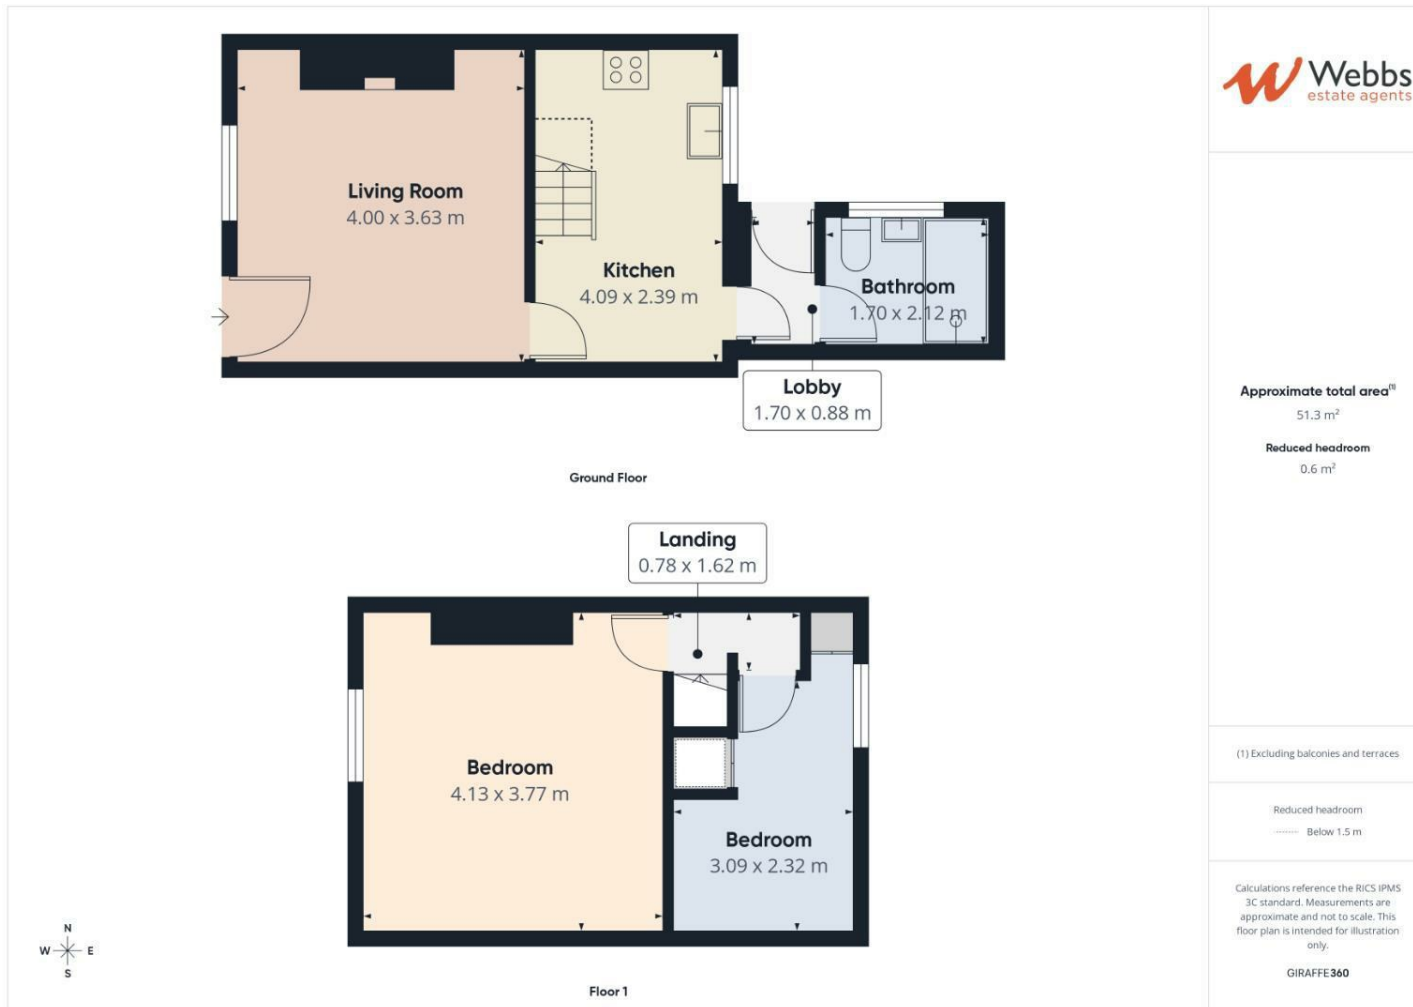 Living Room
4.00 x 3.63 m
Kitchen
4.09 x 2.39 m
Bathroom
1.70 x 2.12 m
Lobby
1.70 x 0.88 m
Ground Floor
Landing
0.78 x 1.62 m
Bedroom
4.13 x 3.77 m
Bedroom
3.09 x 2.32 m
N
W E
S
Floor 1
Webbs
estate agents
Approximate total area(1)
51.3 m²
Reduced headroom
0.6 m²
(1) Excluding balconies and terraces
Reduced headroom
Below 1.5 m
Calculations reference the RICS IPMS
3C standard. Measurements are
approximate and not to scale. This
floor plan is intended for illustration
only.
GIRAFFE360